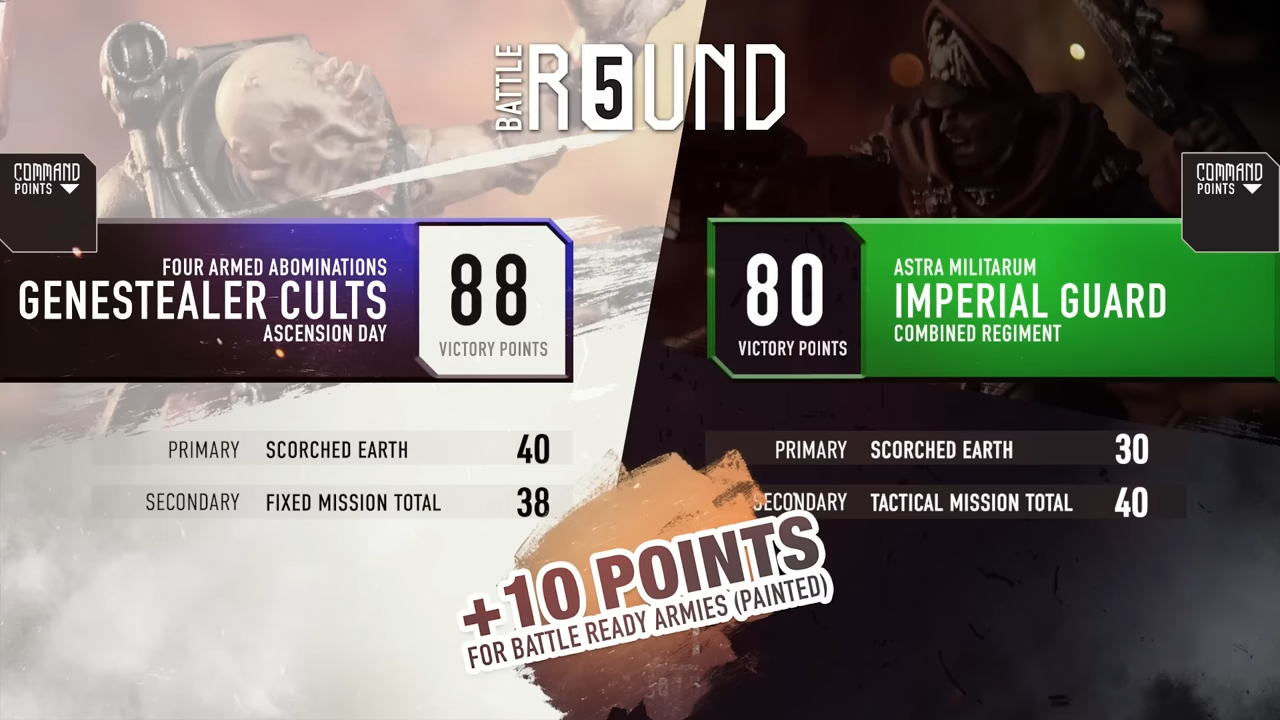 BATTLE R5UND
COMMAND
POINTS
FOUR ARMED ABOMINATIONS
GENESTEALER CULTS
ASCENSION DAY
88
VICTORY POINTS
PRIMARY SCORCHED EARTH 40
SECONDARY FIXED MISSION TOTAL 38
COMMAND
POINTS
80
VICTORY POINTS
ASTRA MILITARUM
IMPERIAL GUARD
COMBINED REGIMENT
PRIMARY SCORCHED EARTH 30
SECONDARY TACTICAL MISSION TOTAL 40
+10 POINTS
FOR BATTLE READY ARMIES (PAINTED)